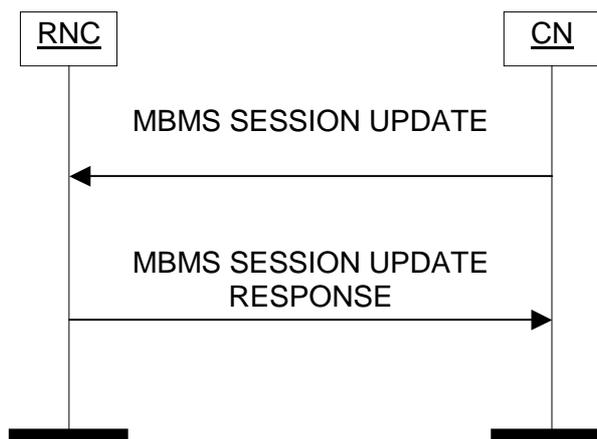 RNC
CN
MBMS SESSION UPDATE
MBMS SESSION UPDATE
RESPONSE